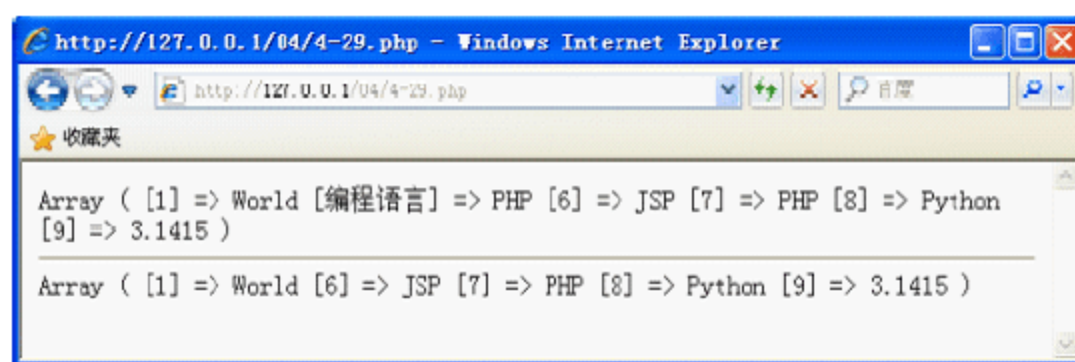 http://127.0.0.1/04/4-29.php - Windows Internet Explorer
http://127.0.0.1/04/4-29.php
百度
收藏夹
Array ( [1] => World [编程语言] => PHP [6] => JSP [7] => PHP [8] => Python
[9] => 3.1415 )
Array ( [1] => World [6] => JSP [7] => PHP [8] => Python [9] => 3.1415 )